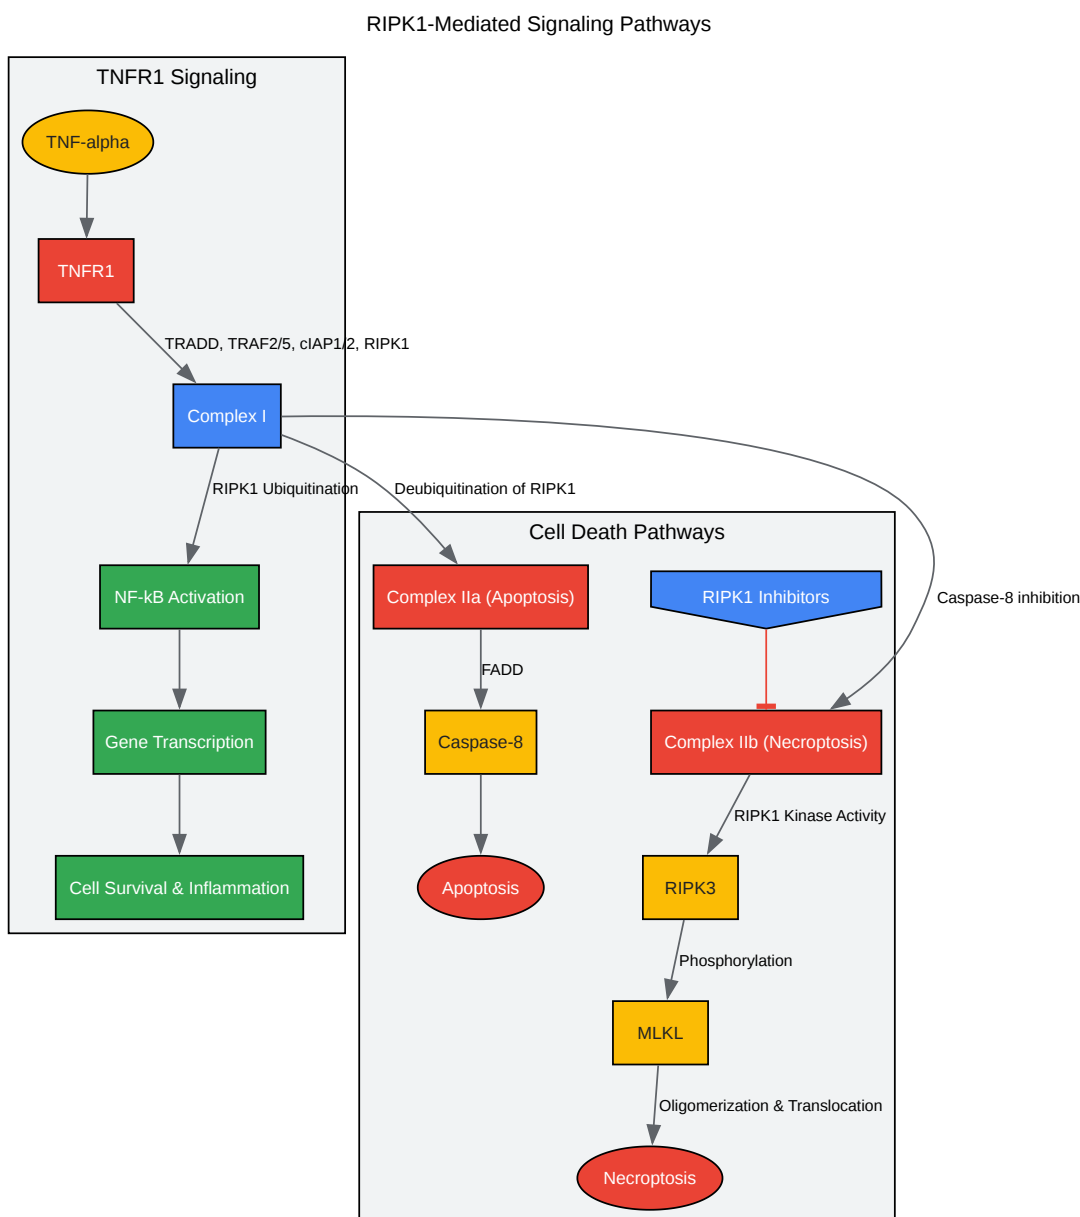 RIPK1-Mediated Signaling Pathways
TNFR1 Signaling
TNF-alpha
TNFR1
TRADD, TRAF2/5, cIAP1/2, RIPK1
Complex I
RIPK1 Ubiquitination
Deubiquitination of RIPK1
Cell Death Pathways
NF-kB Activation
Complex IIa (Apoptosis)
RIPK1 Inhibitors
Caspase-8 inhibition
FADD
Gene Transcription
Caspase-8
Complex IIb (Necroptosis)
RIPK1 Kinase Activity
Cell Survival & Inflammation
Apoptosis
RIPK3
Phosphorylation
MLKL
Oligomerization & Translocation
Necroptosis